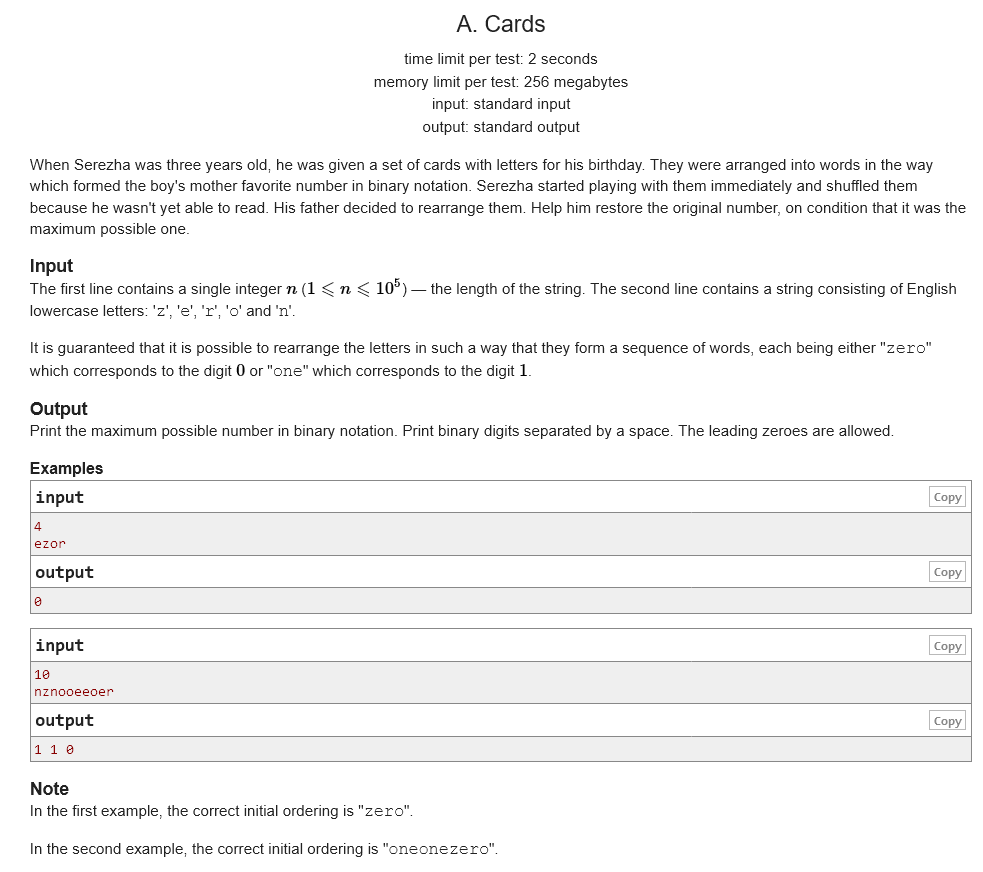 A. Cards
time limit per test: 2 seconds
memory limit per test: 256 megabytes
input: standard input
output: standard output
When Serezha was three years old, he was given a set of cards with letters for his birthday. They were arranged into words in the way
which formed the boy's mother favorite number in binary notation. Serezha started playing with them immediately and shuffled them
because he wasn't yet able to read. His father decided to rearrange them. Help him restore the original number, on condition that it was the
maximum possible one.
Input
The first line contains a single integer n (1 ⩽ n ⩽ 10⁵) — the length of the string. The second line contains a string consisting of English
lowercase letters: 'z', 'e', 'r', 'o' and 'n'.
It is guaranteed that it is possible to rearrange the letters in such a way that they form a sequence of words, each being either "zero"
which corresponds to the digit 0 or "one" which corresponds to the digit 1.
Output
Print the maximum possible number in binary notation. Print binary digits separated by a space. The leading zeroes are allowed.
Examples
input Copy
4
ezor
output Copy
0
input Copy
10
nznooeeoer
output Copy
1 1 0
Note
In the first example, the correct initial ordering is "zero".
In the second example, the correct initial ordering is "oneonezero".